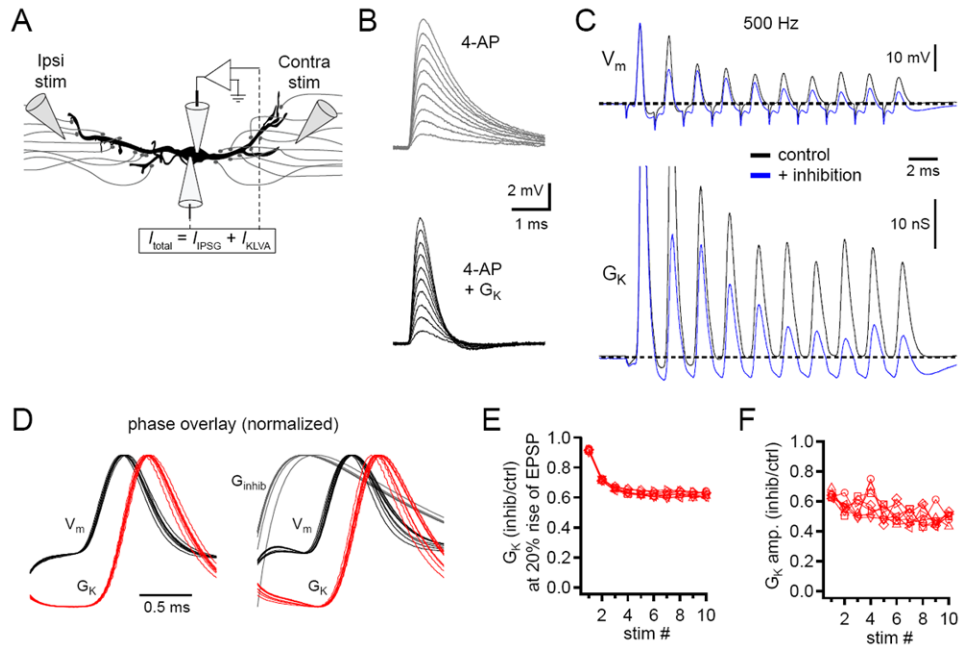 A
Ipsi
stim
Contra
stim
I_total = I_IPSG + I_KLVA
B
4-AP
2 mV
1 ms
4-AP
+ G_K
C
500 Hz
V_m
10 mV
control
+ inhibition
2 ms
G_K
10 nS
D
phase overlay (normalized)
V_m
G_K
0.5 ms
G_inhib
V_m
G_K
E
G_K (inhib/ctrl)
at 20% rise of EPSP
1.0
0.8
0.6
0.4
0.2
0.0
2 4 6 8 10
stim #
F
G_K amp. (inhib/ctrl)
1.0
0.8
0.6
0.4
0.2
0.0
2 4 6 8 10
stim #